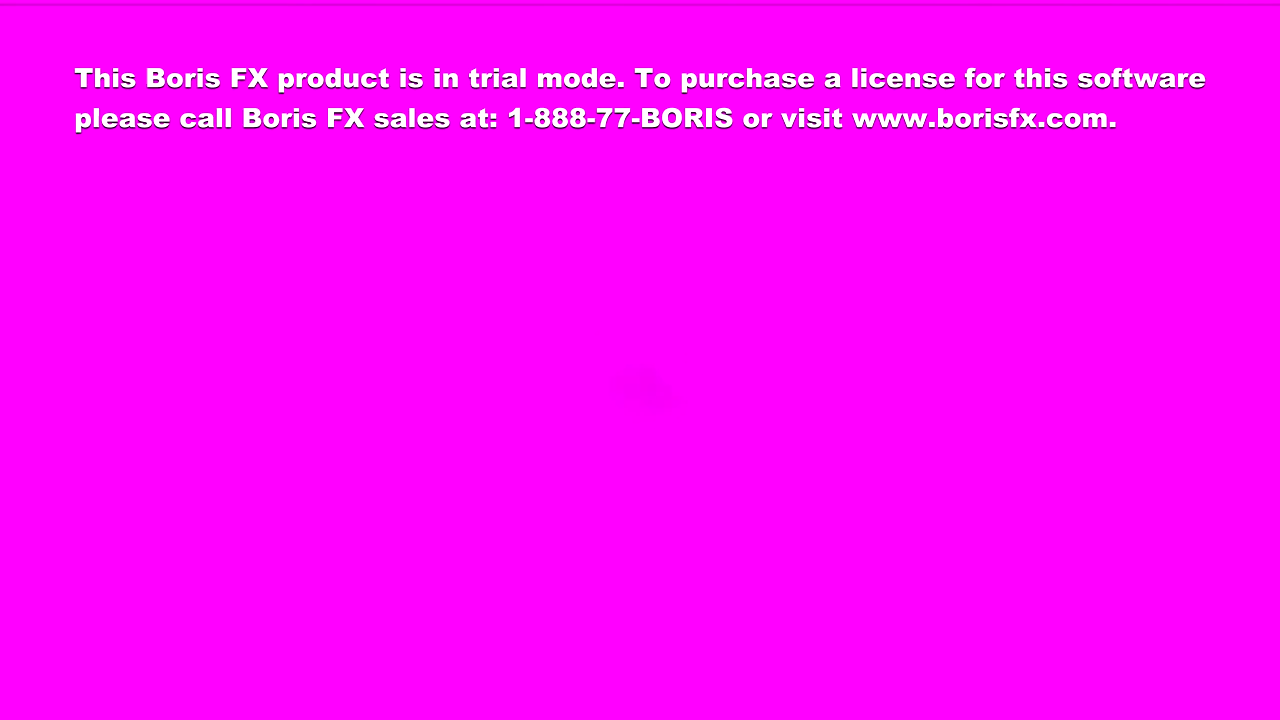 This Boris FX product is in trial mode. To purchase a license for this software
please call Boris FX sales at: 1-888-77-BORIS or visit www.borisfx.com.